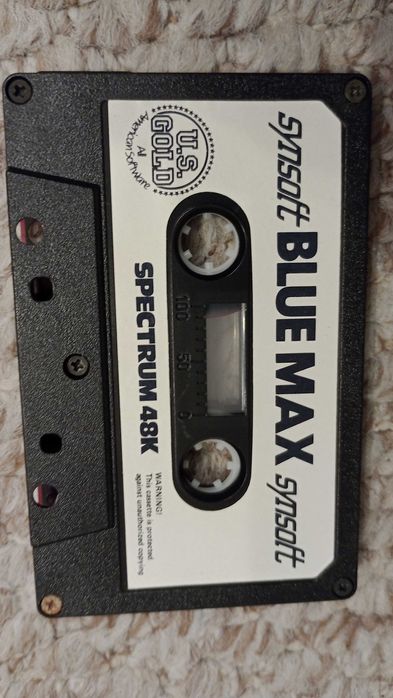 synsoft BLUE MAX synsoft
U.S.
GOLD
All
American Software
100 50 0
SPECTRUM 48K
WARNING!
This cassette is protected
against unauthorized copying